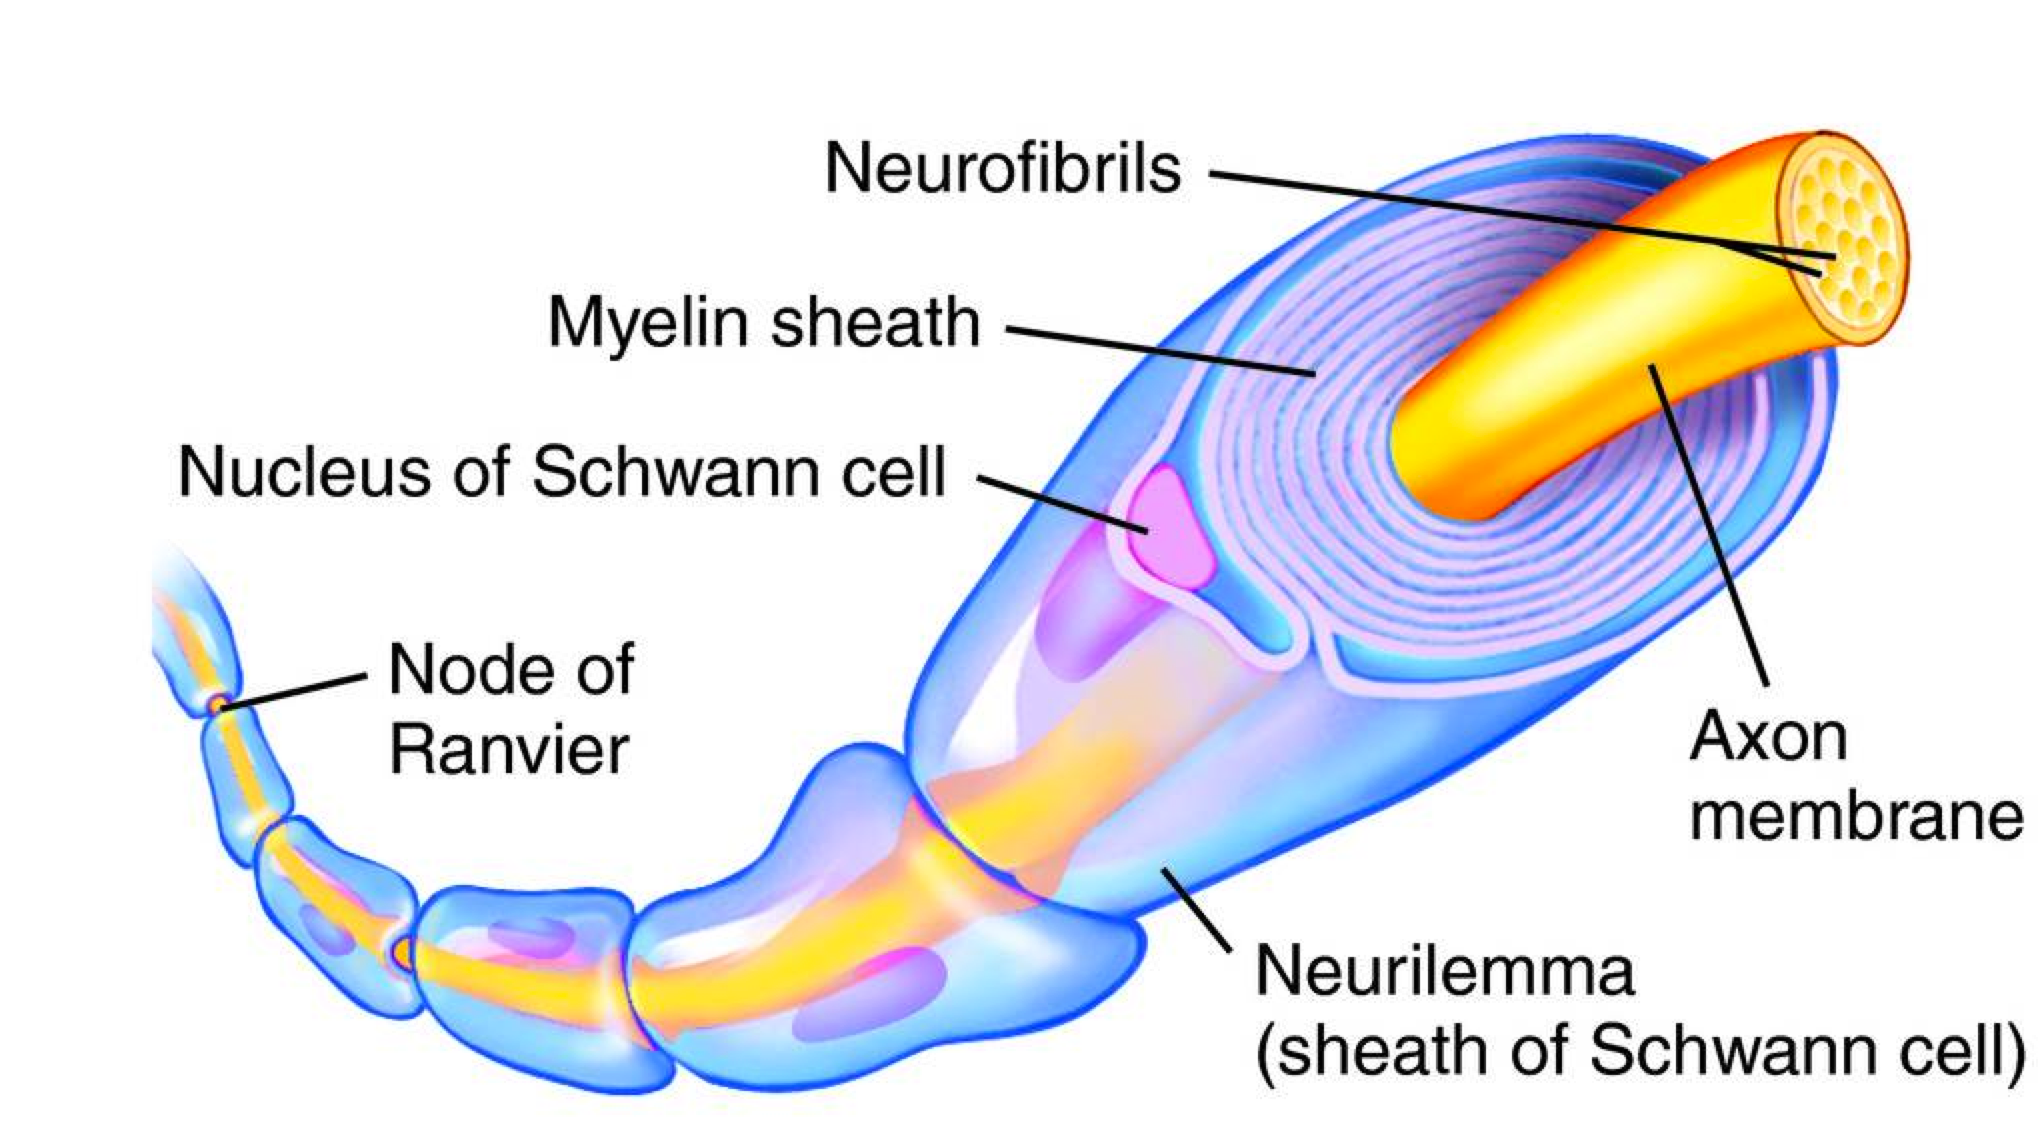 Neurofibrils
Myelin sheath
Nucleus of Schwann cell
Node of
Ranvier
Axon
membrane
Neurilemma
(sheath of Schwann cell)